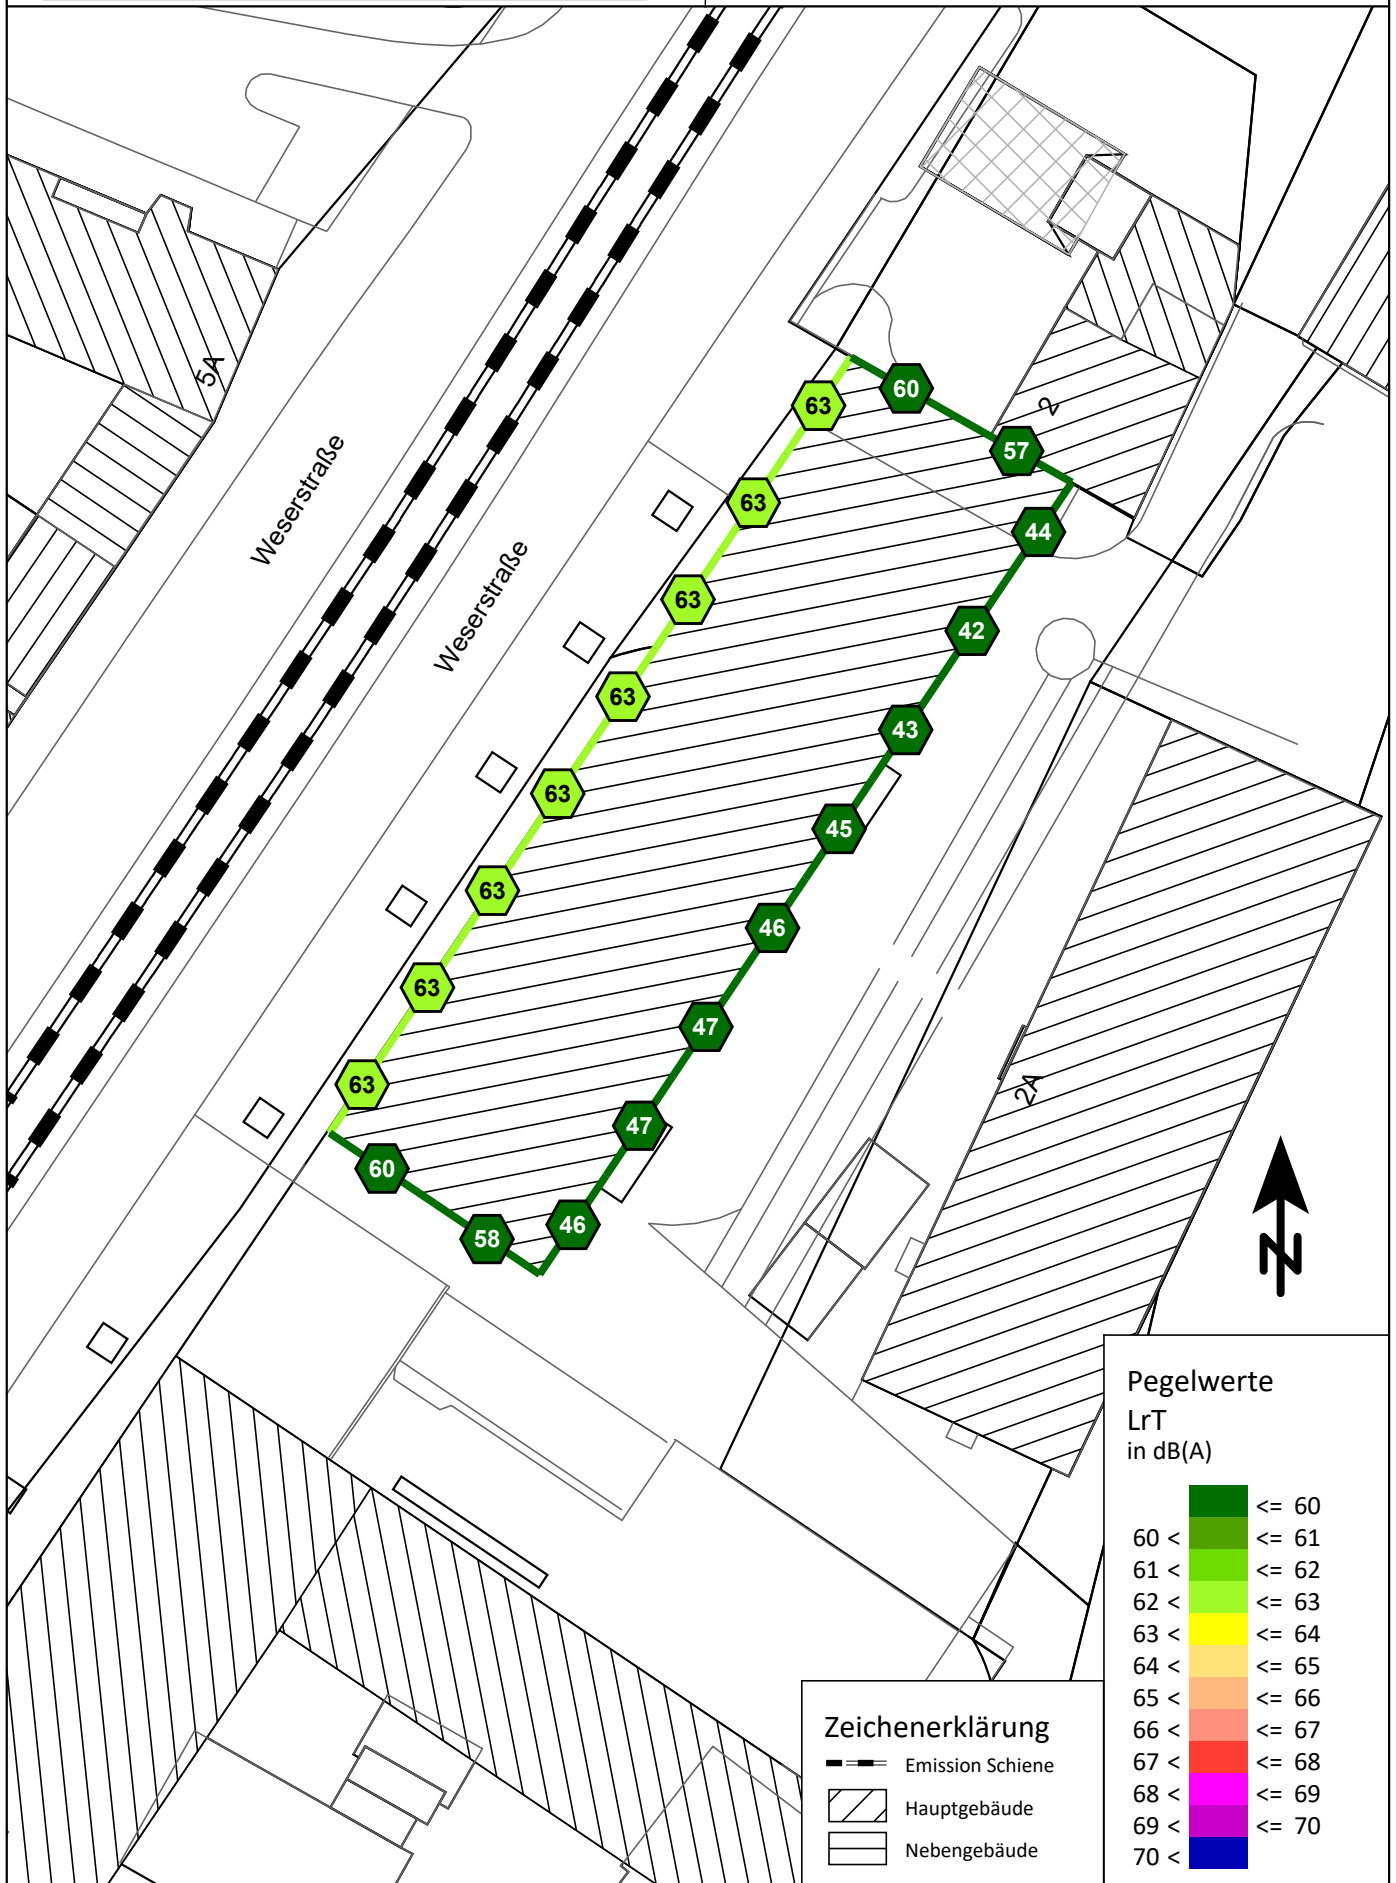 5A
Weserstraße
Weserstraße
2
2A
60
63
57
63
44
63
42
63
43
63
45
63
46
63
47
63
47
60
46
58
N
Pegelwerte
LrT
in dB(A)
<= 60
60 < <= 61
61 < <= 62
62 < <= 63
63 < <= 64
64 < <= 65
65 < <= 66
66 < <= 67
67 < <= 68
68 < <= 69
69 < <= 70
70 <
Zeichenerklärung
Emission Schiene
Hauptgebäude
Nebengebäude